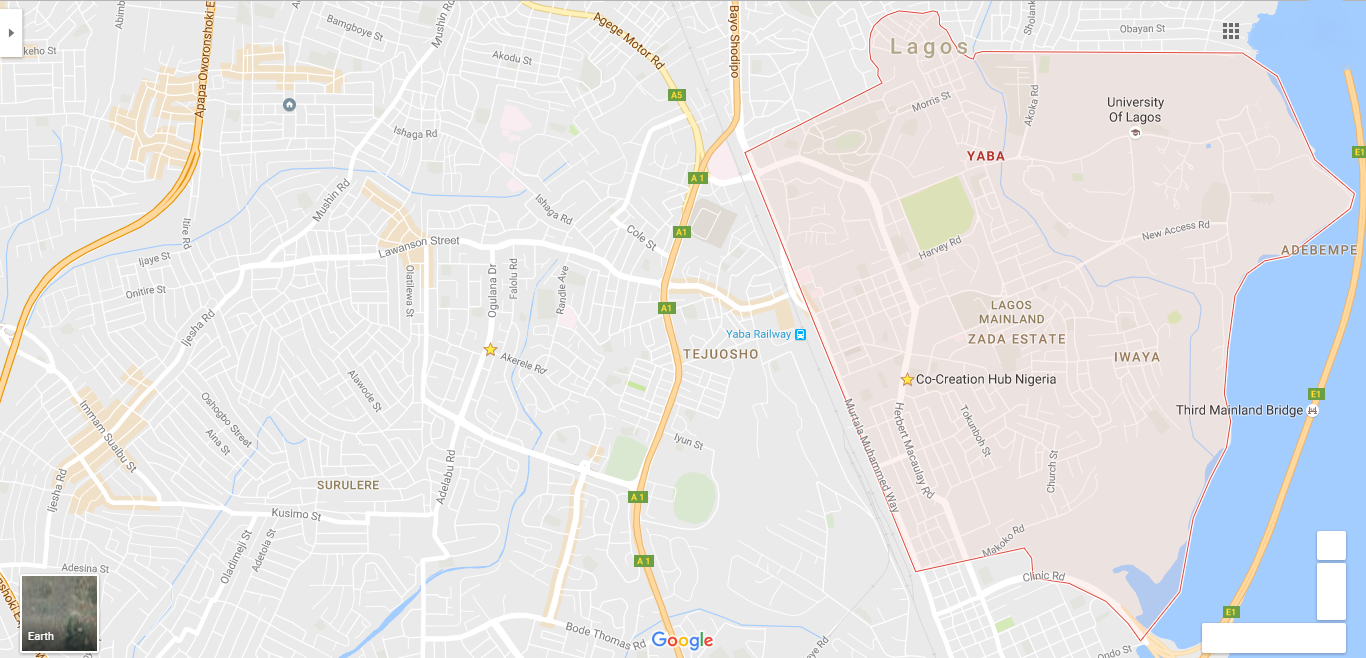 Abim
Apapa Oworonshoki E
Bamgboye St
Mushin R
Agege Motor Rd
Bayo Shodipo
Sholank
Obayan St
keho St
Lagos
Akodu St
A5
Morris St
Akoka Rd
University
Of Lagos
Ishaga Rd
YABA
E1
A 1
Mushin Rd
Ishaga Rd
Itire Rd
Cole St
A1
Lawanson Street
Harvey Rd
New Access Rd
ADEBEMPE
Ijaye St
Onitire St
Olatilewa St
Ogulana Dr
Falolu Rd
Randle Ave
A1
LAGOS
MAINLAND
ZADA ESTATE
Ijesha Rd
Yaba Railway
TEJUOSHO
IWAYA
Akerele Rd
Co-Creation Hub Nigeria
Alawode St
E1
Third Mainland Bridge
Immam Suaibu St
Oshogbo Street
Aina St
Murtala Muhammed Way
Herbert Macaulay Rd
Tokunboh St
Church St
Iyun St
Ijesha Rd
SURULERE
Adelabu Rd
A 1
Kusimo St
Oladimeji St
Adetola St
Makoko Rd
A 1
Adesina St
Clinic Rd
onshoki E
E1
Earth
Bode Thomas Rd
Google
eye Rd
Ondo St